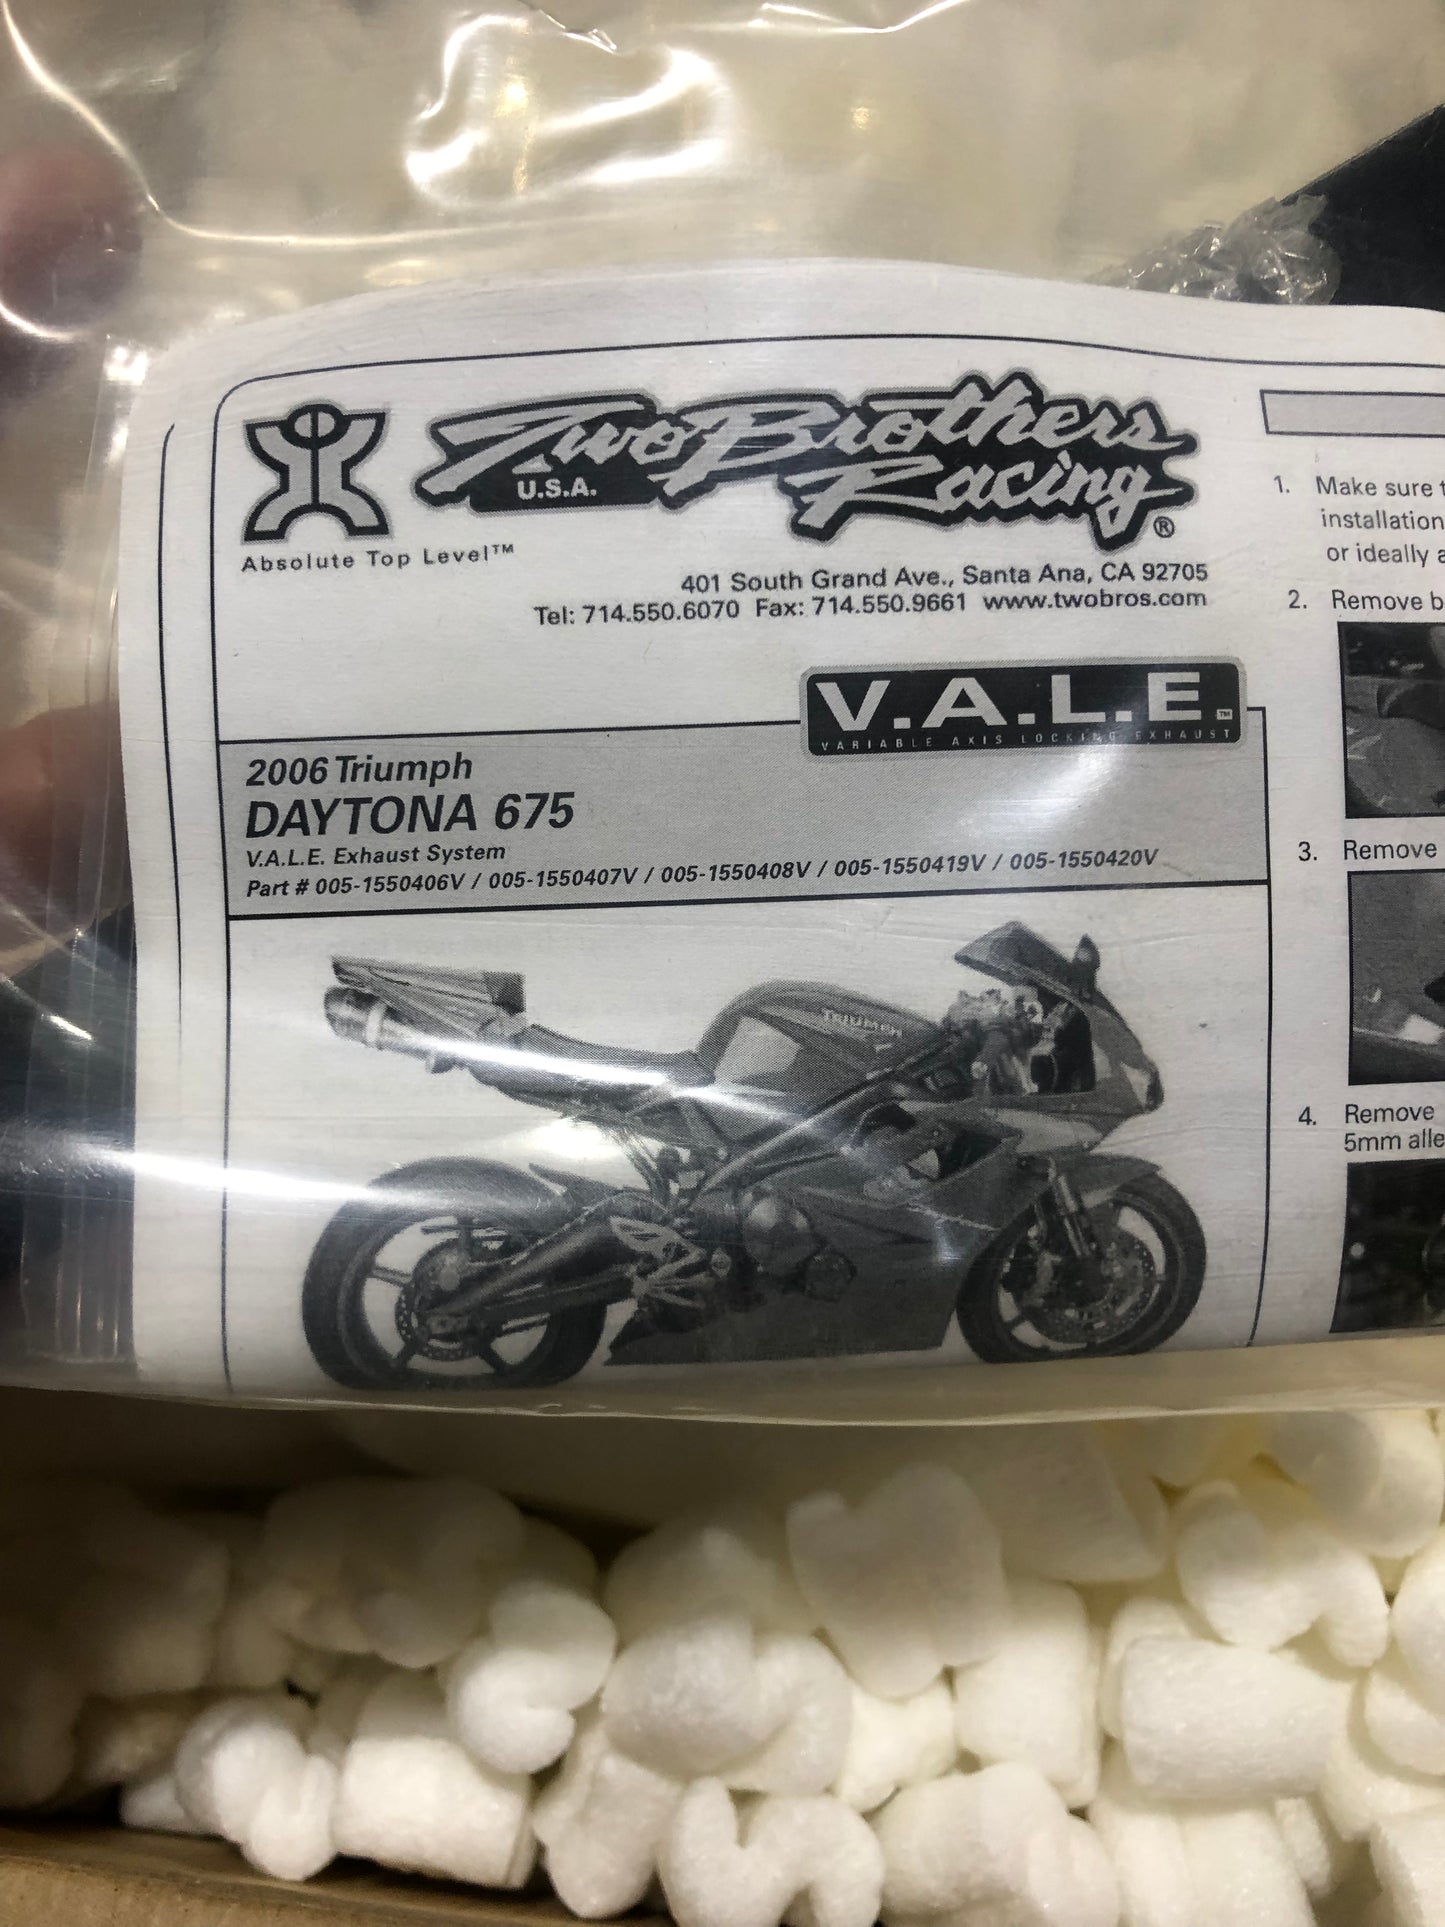 Two Brothers
Racing®
U.S.A.
Absolute Top Level™
401 South Grand Ave., Santa Ana, CA 92705
Tel: 714.550.6070 Fax: 714.550.9661 www.twobros.com
V.A.L.E.™
VARIABLE AXIS LOCKING EXHAUST
2006 Triumph
DAYTONA 675
V.A.L.E. Exhaust System
Part # 005-1550406V / 005-1550407V / 005-1550408V / 005-1550419V / 005-1550420V
TRIUMPH
1. Make sure t
installation
or ideally a
2. Remove b
3. Remove
4. Remove
5mm alle